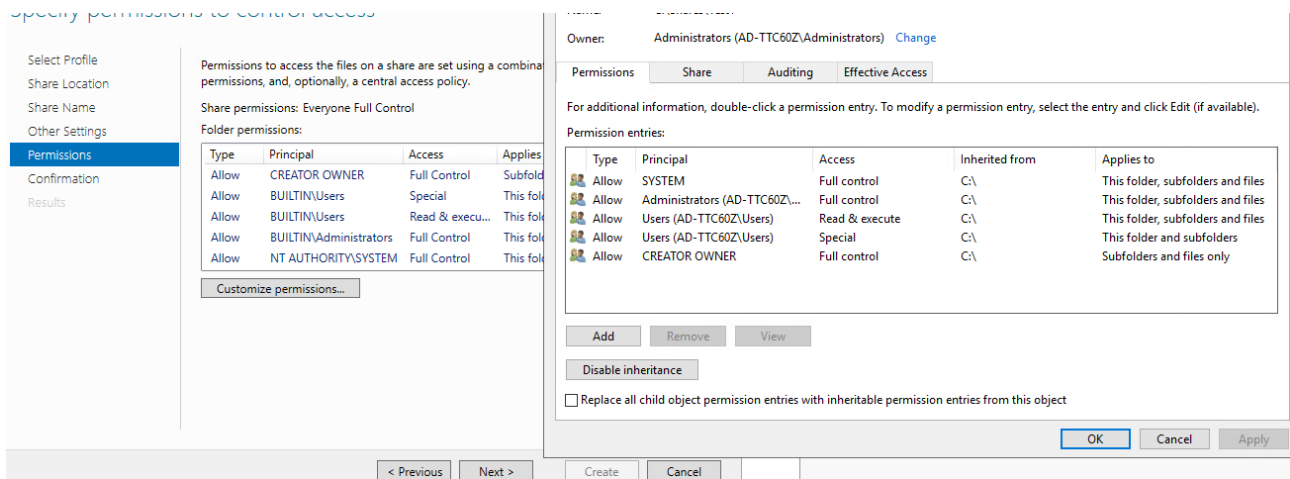 Specify permissions to control access
Select Profile
Share Location
Share Name
Other Settings
Permissions
Confirmation
Results
Permissions to access the files on a share are set using a combina
permissions, and, optionally, a central access policy.
Share permissions: Everyone Full Control
Folder permissions:
Type Principal Access Applies
Allow CREATOR OWNER Full Control Subfold
Allow BUILTIN\Users Special This fold
Allow BUILTIN\Users Read & execu... This fold
Allow BUILTIN\Administrators Full Control This fold
Allow NT AUTHORITY\SYSTEM Full Control This fold
Customize permissions...
< Previous Next > Create Cancel
Owner: Administrators (AD-TTC60Z\Administrators) Change
Permissions Share Auditing Effective Access
For additional information, double-click a permission entry. To modify a permission entry, select the entry and click Edit (if available).
Permission entries:
Type Principal Access Inherited from Applies to
Allow SYSTEM Full control C:\ This folder, subfolders and files
Allow Administrators (AD-TTC60Z\... Full control C:\ This folder, subfolders and files
Allow Users (AD-TTC60Z\Users) Read & execute C:\ This folder, subfolders and files
Allow Users (AD-TTC60Z\Users) Special C:\ This folder and subfolders
Allow CREATOR OWNER Full control C:\ Subfolders and files only
Add Remove View
Disable inheritance
Replace all child object permission entries with inheritable permission entries from this object
OK Cancel Apply